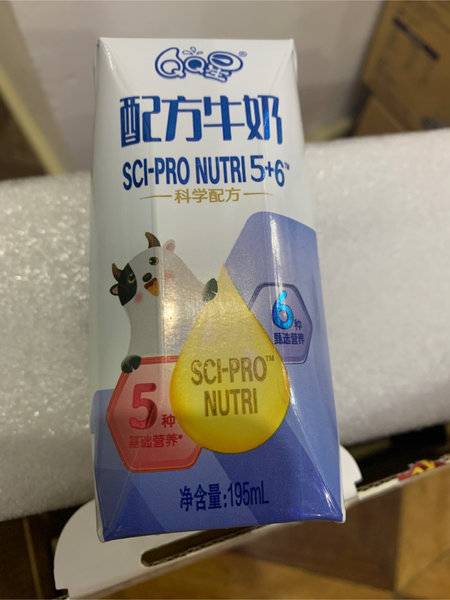 QQ星
配方牛奶
SCI-PRO NUTRI 5+6™
科学配方
6种
甄选营养
SCI-PRO™
NUTRI
5种
基础营养*
净含量:195mL